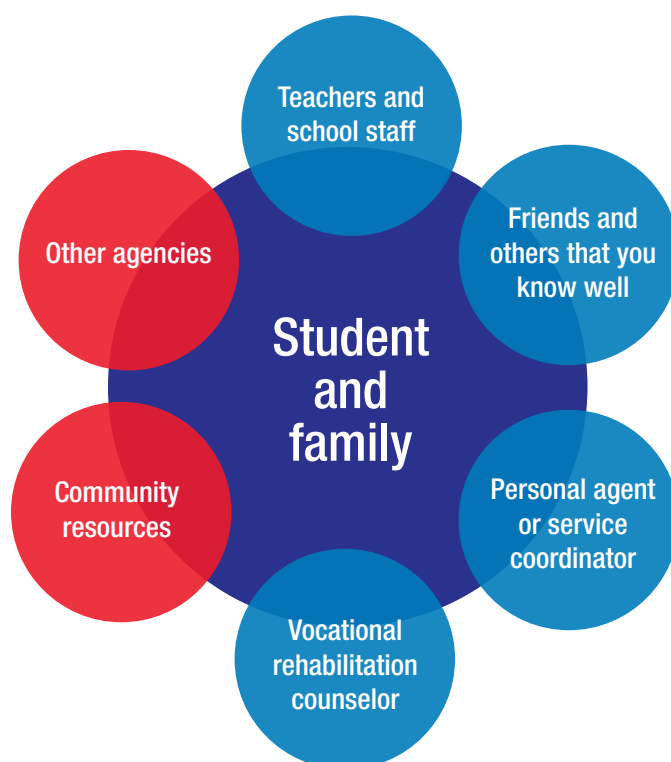 Teachers and
school staff
Other agencies
Friends and
others that you
know well
Student
and
family
Community
resources
Personal agent
or service
coordinator
Vocational
rehabilitation
counselor